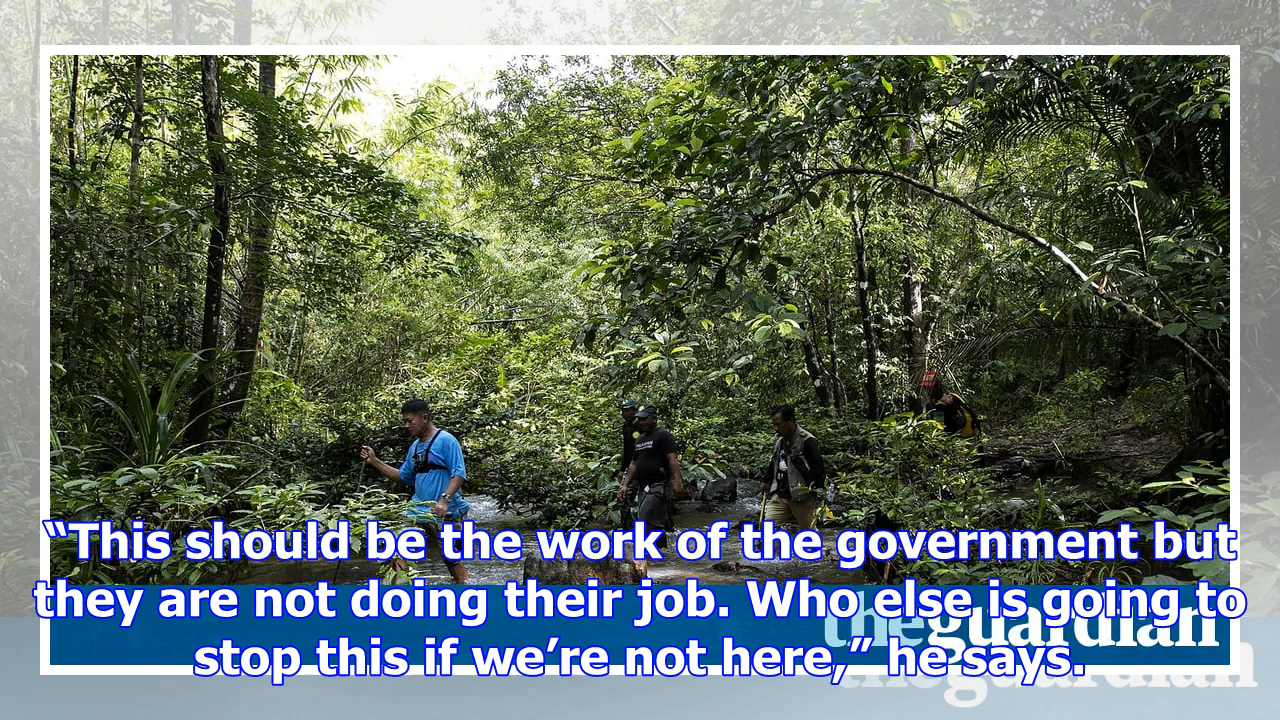 “This should be the work of the government but
they are not doing their job. Who else is going to
stop this if we’re not here,” he says.
theguardian
theguardian